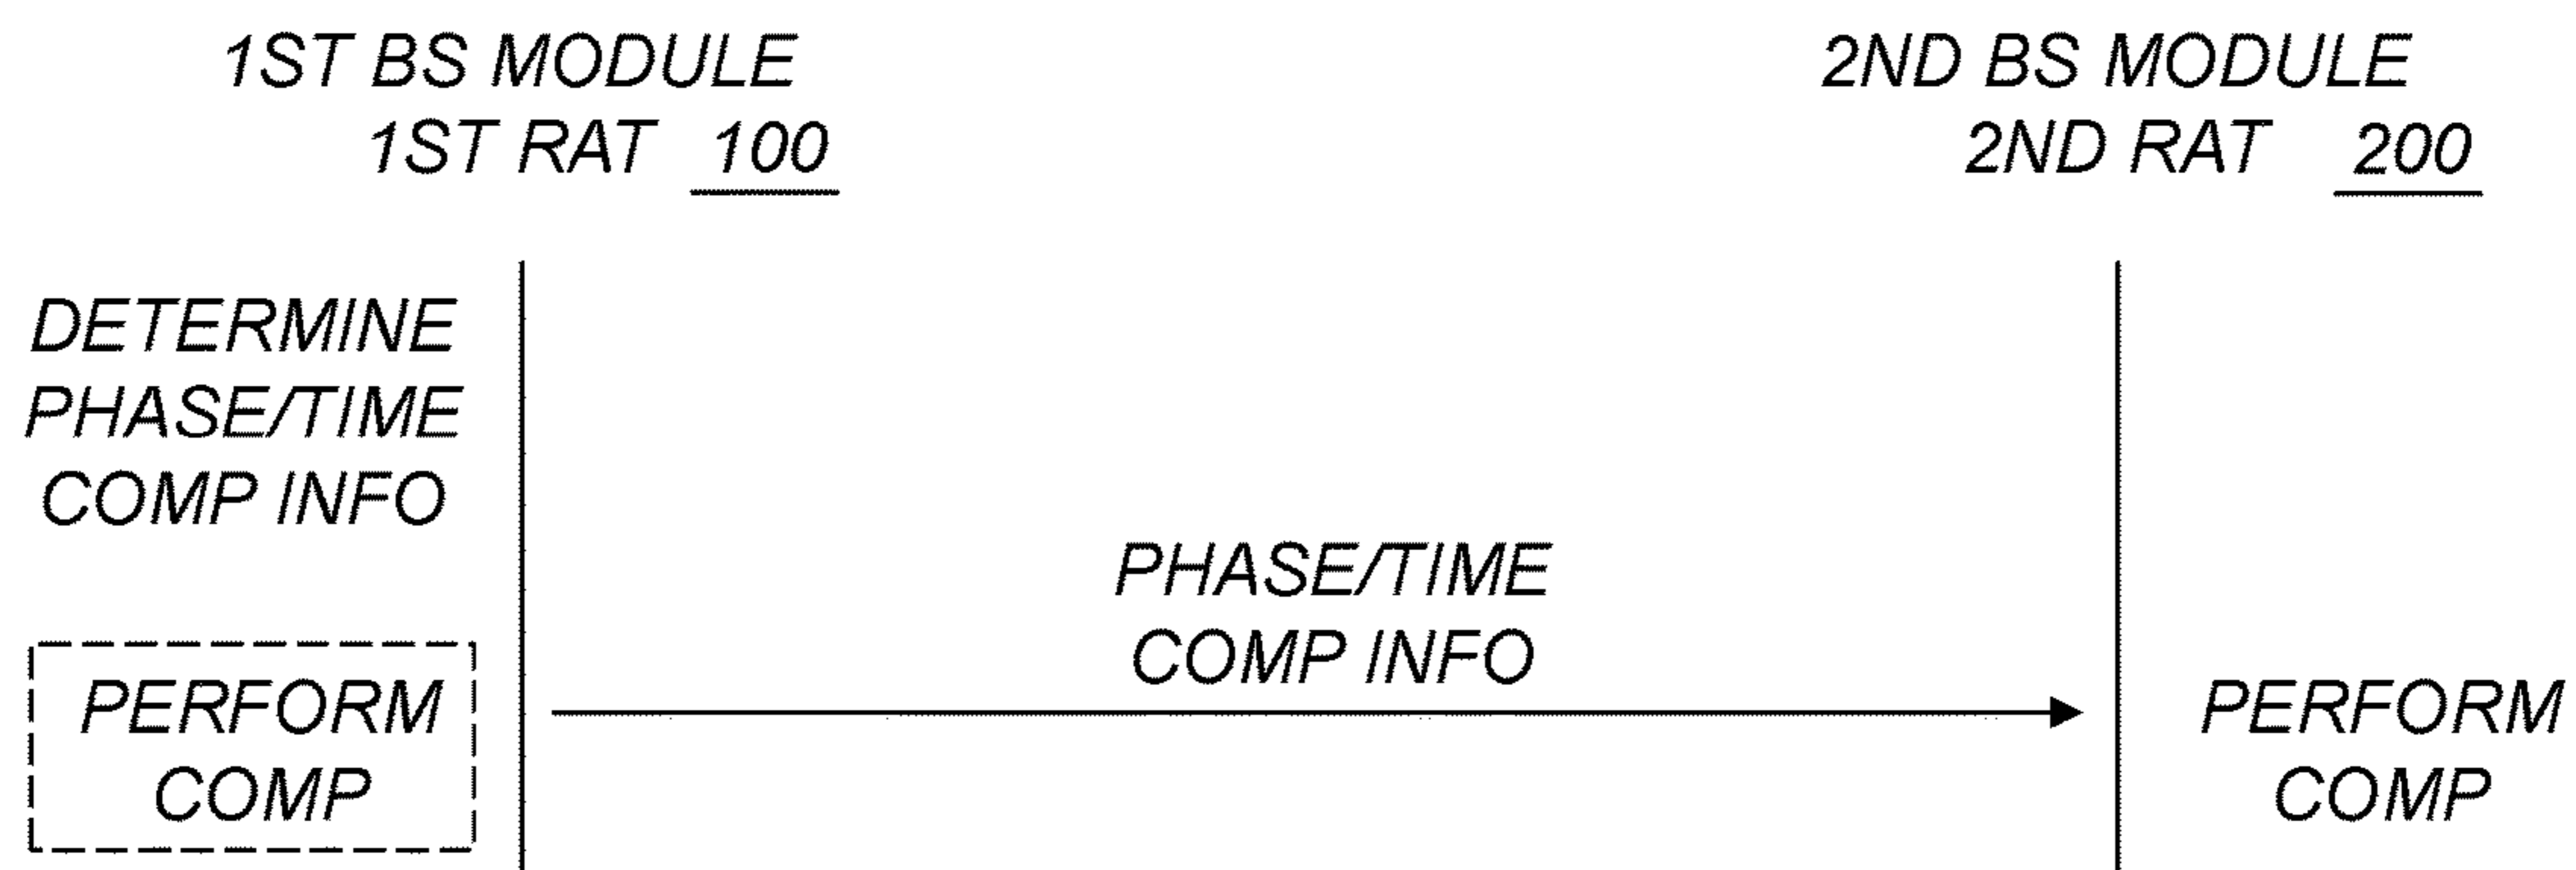 1ST BS MODULE
1ST RAT 100
2ND BS MODULE
2ND RAT 200
DETERMINE
PHASE/TIME
COMP INFO
PERFORM
COMP
PHASE/TIME
COMP INFO
PERFORM
COMP